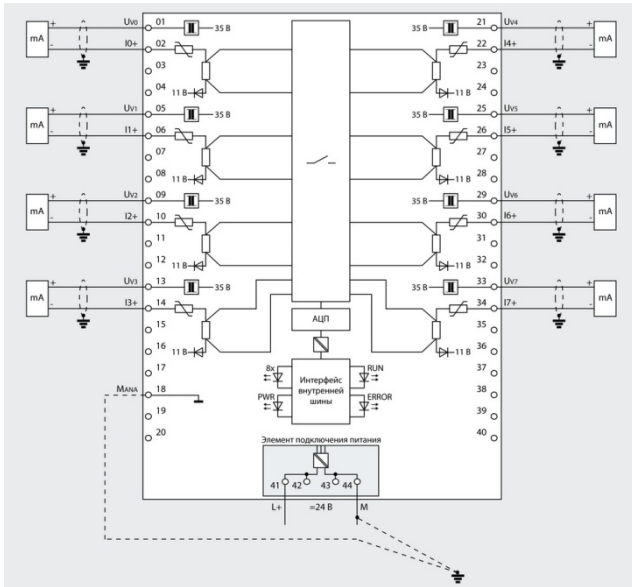 mA + Uv0 01 35 В 35 В 21 Uv4 + mA
- I0+ 02 22 I4+ -
03 23
04 11 В 11 В 24
mA + Uv1 05 35 В 35 В 25 Uv5 + mA
- I1+ 06 26 I5+ -
07 27
08 11 В 11 В 28
mA + Uv2 09 35 В 35 В 29 Uv6 + mA
- I2+ 10 30 I6+ -
11 31
12 11 В 11 В 32
mA + Uv3 13 35 В 35 В 33 Uv7 + mA
- I3+ 14 34 I7+ -
15 АЦП 35
16 11 В 11 В 36
17 37
8x RUN
Интерфейс
внутренней
шины
PWR ERROR
MANA 18 38
19 39
20 40
Элемент подключения питания
41 42 43 44
L+ =24 В M